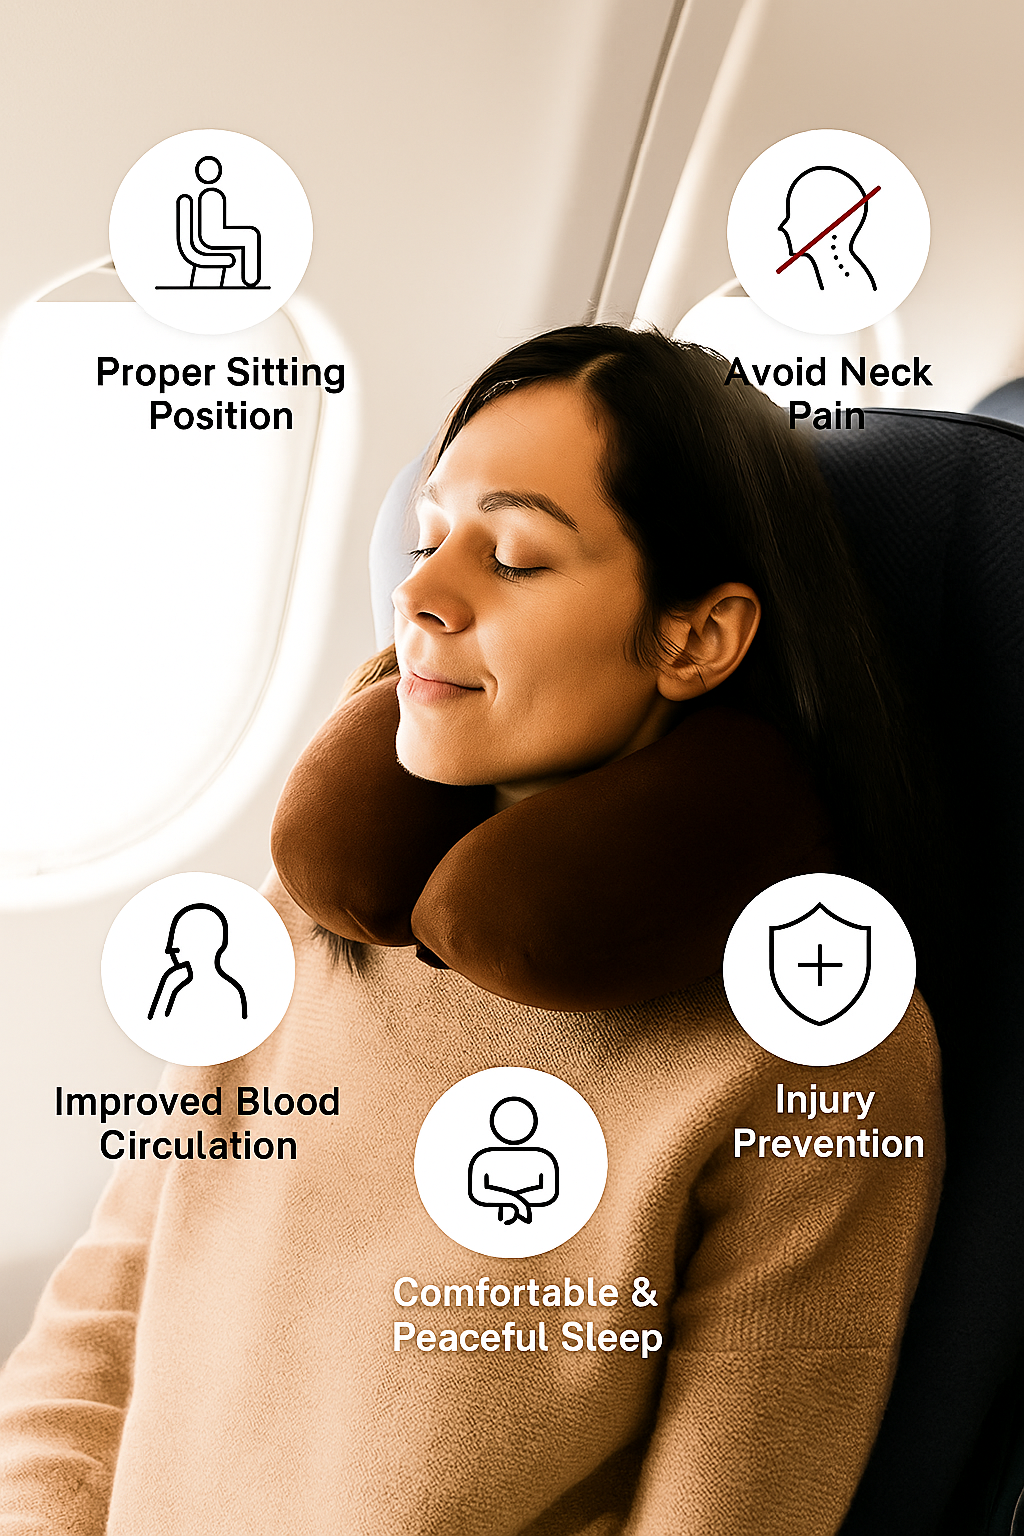 Proper Sitting
Position
Avoid Neck
Pain
Improved Blood
Circulation
Injury
Prevention
Comfortable &
Peaceful Sleep